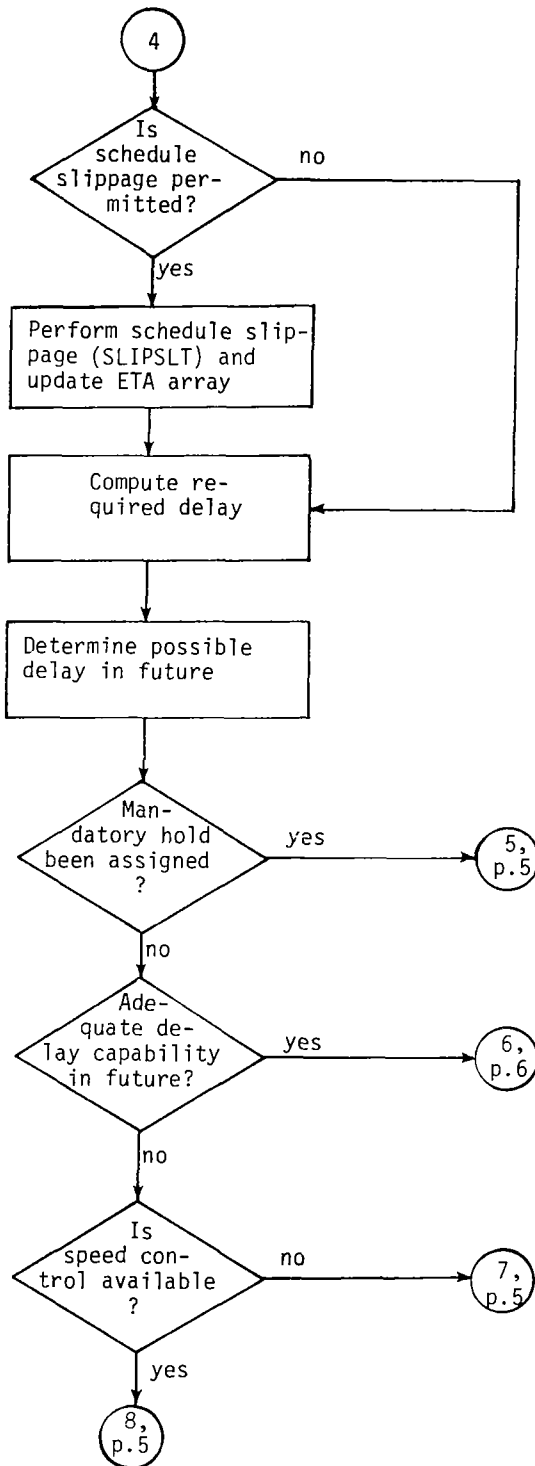 4
Is
schedule
slippage per-
mitted?
no
yes
Perform schedule slip-
page (SLIPSLT) and
update ETA array
Compute re-
quired delay
Determine possible
delay in future
Man-
datory hold
been assigned
?
yes
5,
p.5
no
Ade-
quate de-
lay capability
in future?
yes
6,
p.6
no
Is
speed con-
trol available
?
no
7,
p.5
yes
8,
p.5